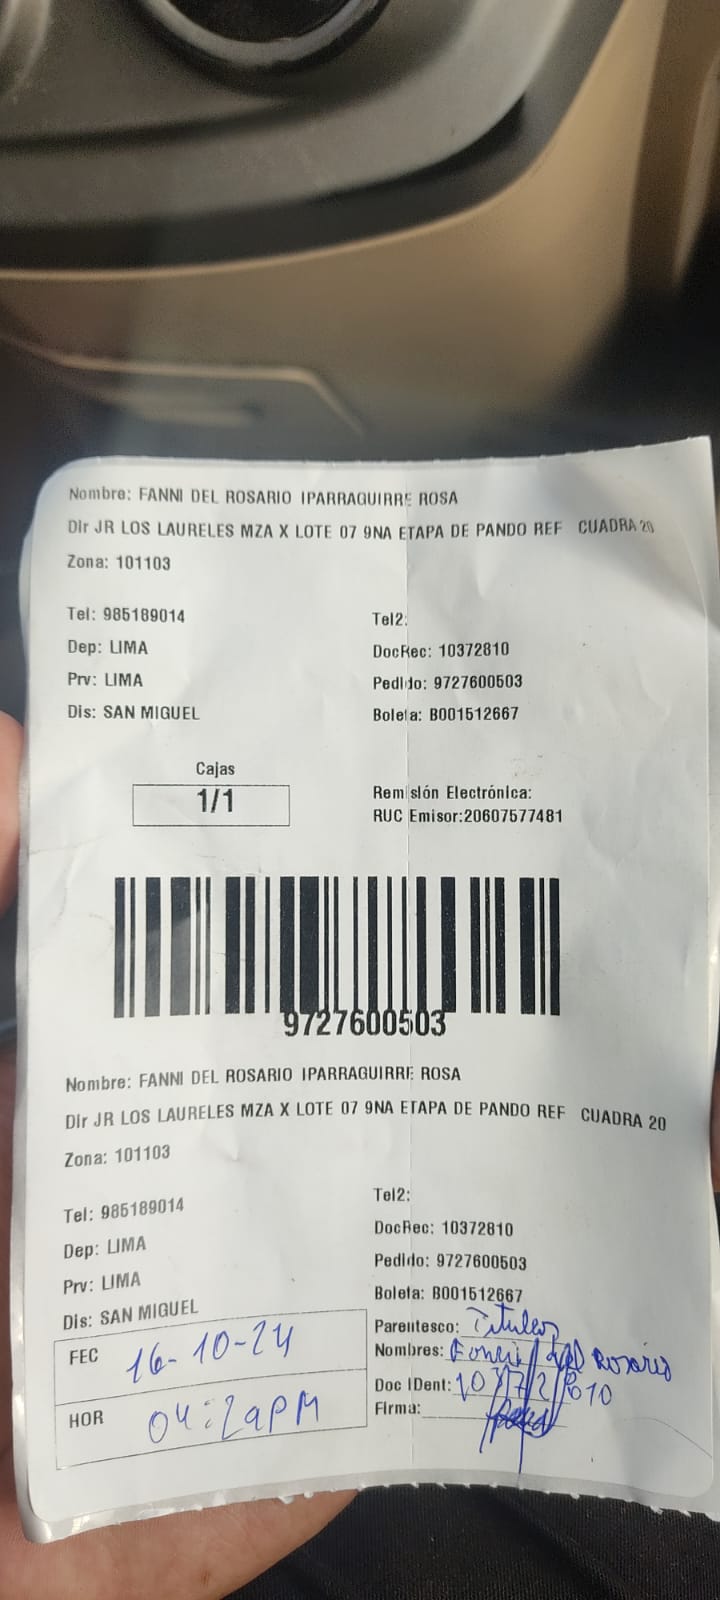 Nombre: FANNI DEL ROSARIO IPARRAGUIRRE ROSA
Dir JR LOS LAURELES MZA X LOTE 07 9NA ETAPA DE PANDO REF CUADRA 20
Zona: 101103
Tel: 985189014 Tel2:
Dep: LIMA DocRec: 10372810
Prv: LIMA Pedido: 9727600503
Dis: SAN MIGUEL Boleta: B001512667
Cajas
1/1
Remisión Electrónica:
RUC Emisor:20607577481
9727600503
Nombre: FANNI DEL ROSARIO IPARRAGUIRRE ROSA
Dir JR LOS LAURELES MZA X LOTE 07 9NA ETAPA DE PANDO REF CUADRA 20
Zona: 101103
Tel: 985189014 Tel2:
Dep: LIMA DocRec: 10372810
Prv: LIMA Pedido: 9727600503
Dis: SAN MIGUEL Boleta: B001512667
FEC 16-10-24
HOR 04:29PM
Parentesco: Titular
Nombres: del Rosario
Doc IDent:
Firma: